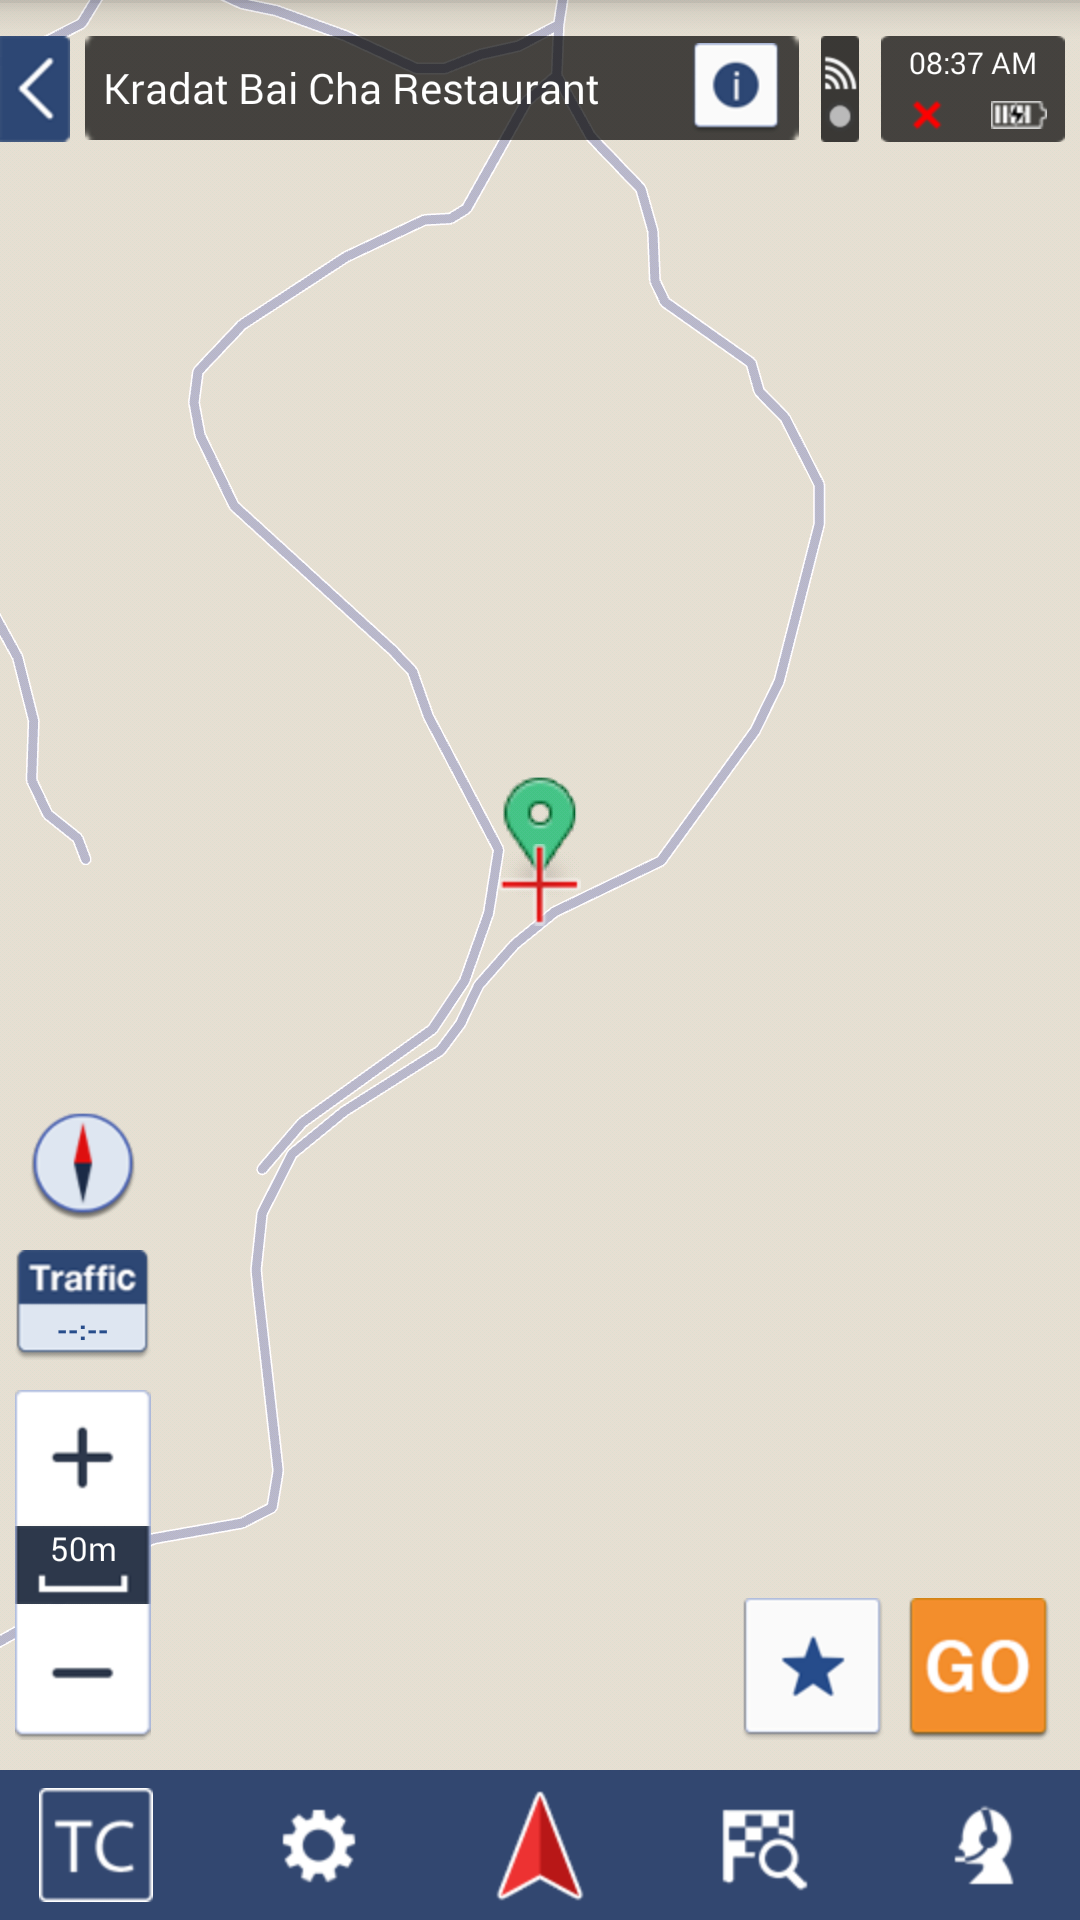 Kradat Bai Cha Restaurant
i
08:37 AM
Traffic
--:--
50m
GO
TC